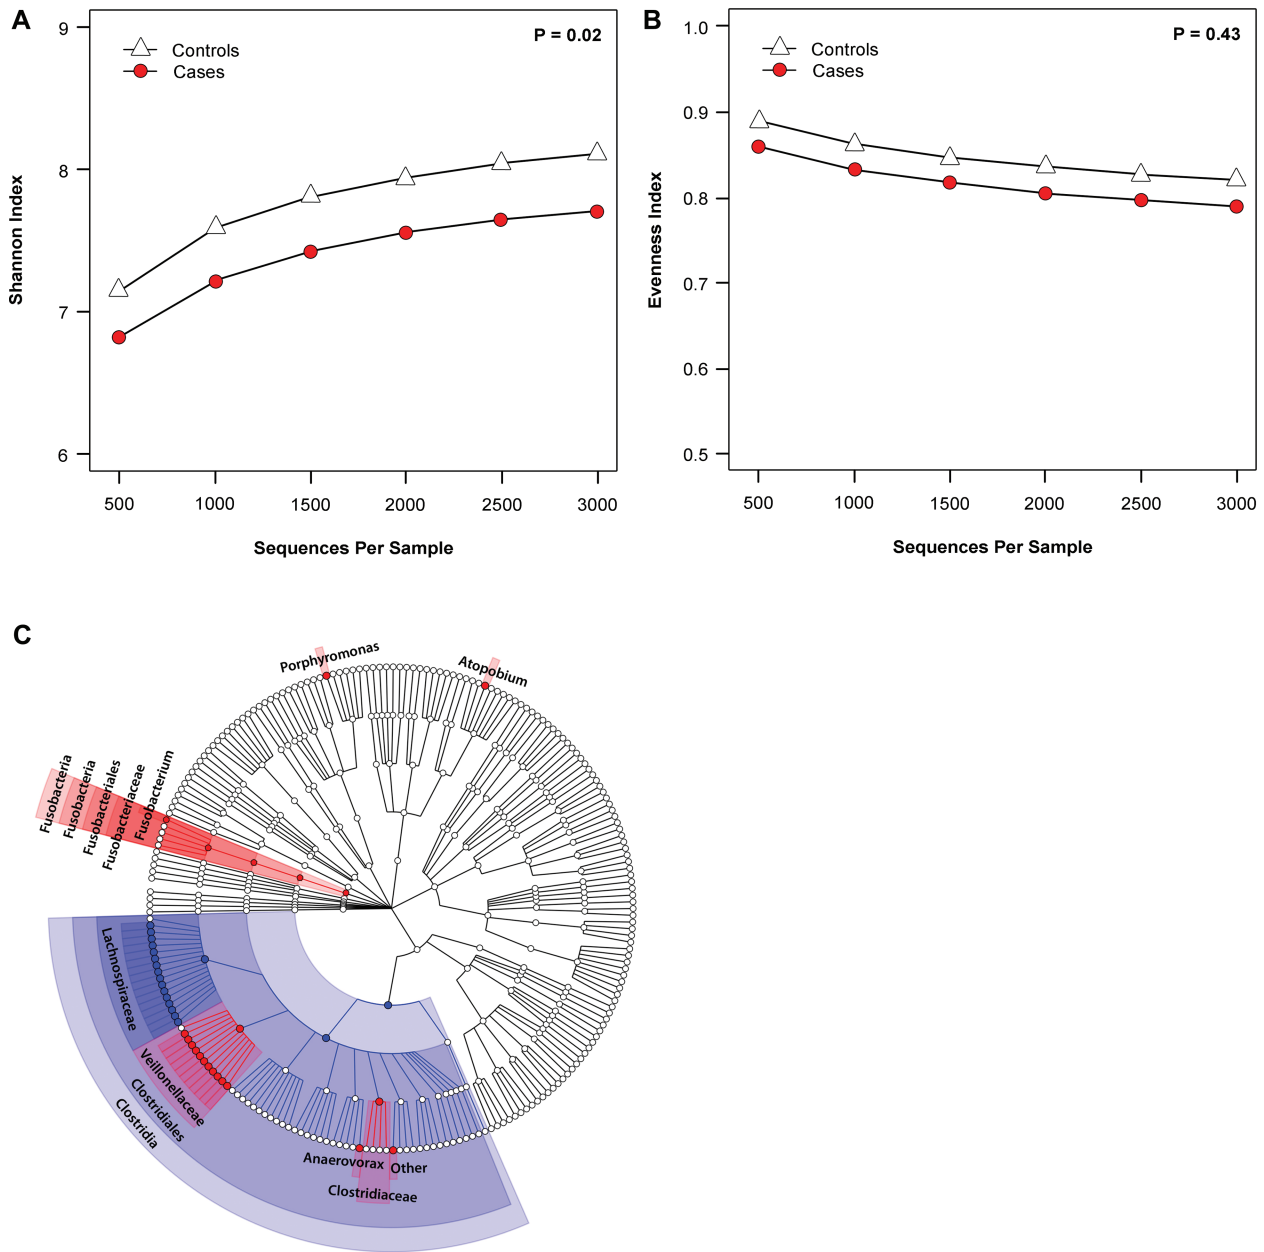 A
9
8
7
6
Shannon Index
Controls
Cases
P = 0.02
500 1000 1500 2000 2500 3000
Sequences Per Sample
B
1.0
0.9
0.8
0.7
0.6
0.5
Evenness Index
Controls
Cases
P = 0.43
500 1000 1500 2000 2500 3000
Sequences Per Sample
C
Porphyromonas
Atopobium
Fusobacteria
Fusobacteria
Fusobacteriales
Fusobacteriaceae
Fusobacterium
Lachnospiraceae
Veillonellaceae
Clostridiales
Clostridia
Anaerovorax
Other
Clostridiaceae